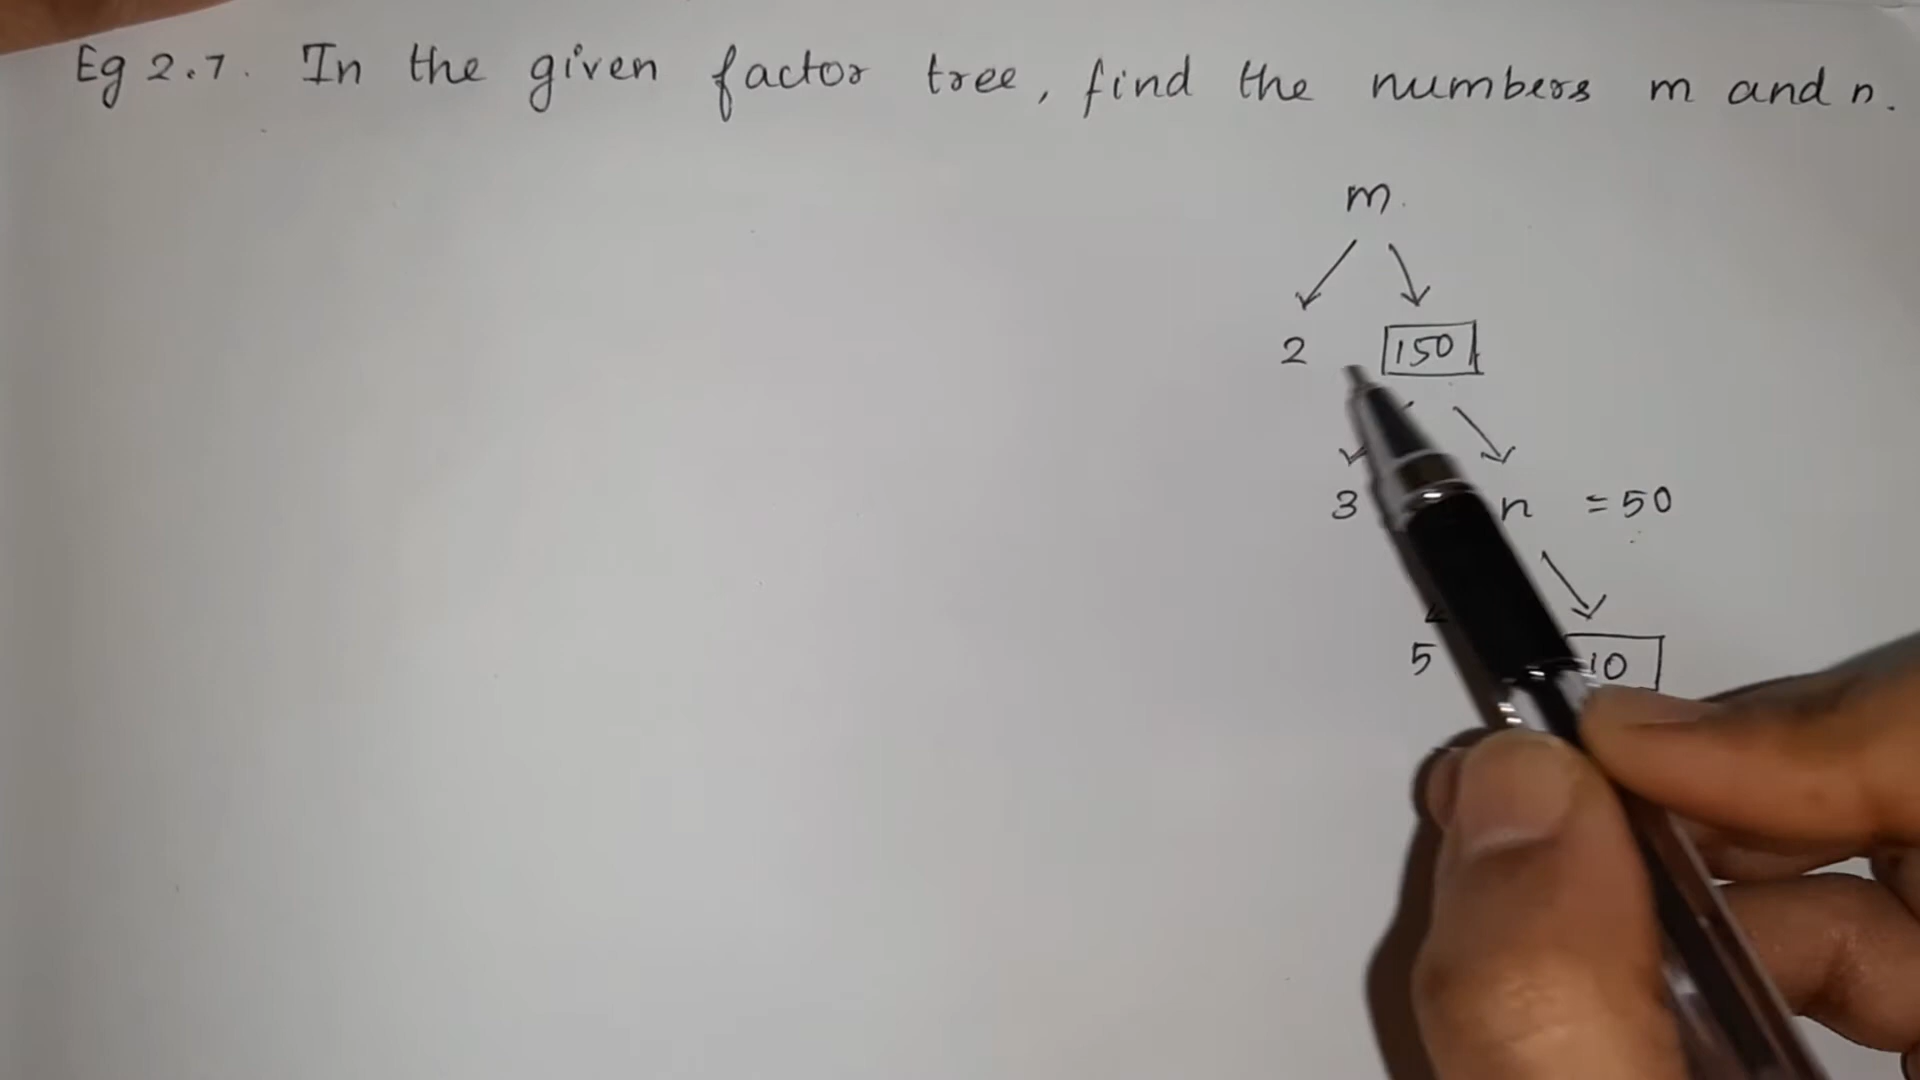 Eg 2.7. In the given factor tree, find the numbers m and n.
m
2 150
3 n = 50
5 10